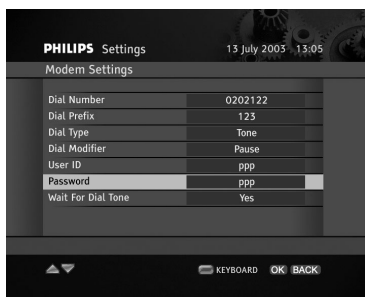 PHILIPS Settings 13 July 2003 13:05
Modem Settings
Dial Number 0202122
Dial Prefix 123
Dial Type Tone
Dial Modifier Pause
User ID ppp
Password ppp
Wait For Dial Tone Yes
KEYBOARD OK BACK